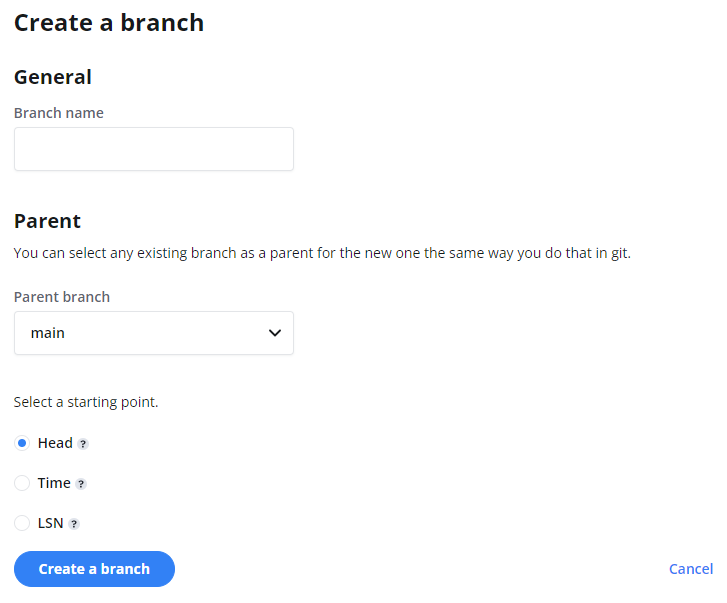 Create a branch
General
Branch name
Parent
You can select any existing branch as a parent for the new one the same way you do that in git.
Parent branch
main
Select a starting point.
Head ?
Time ?
LSN ?
Create a branch Cancel